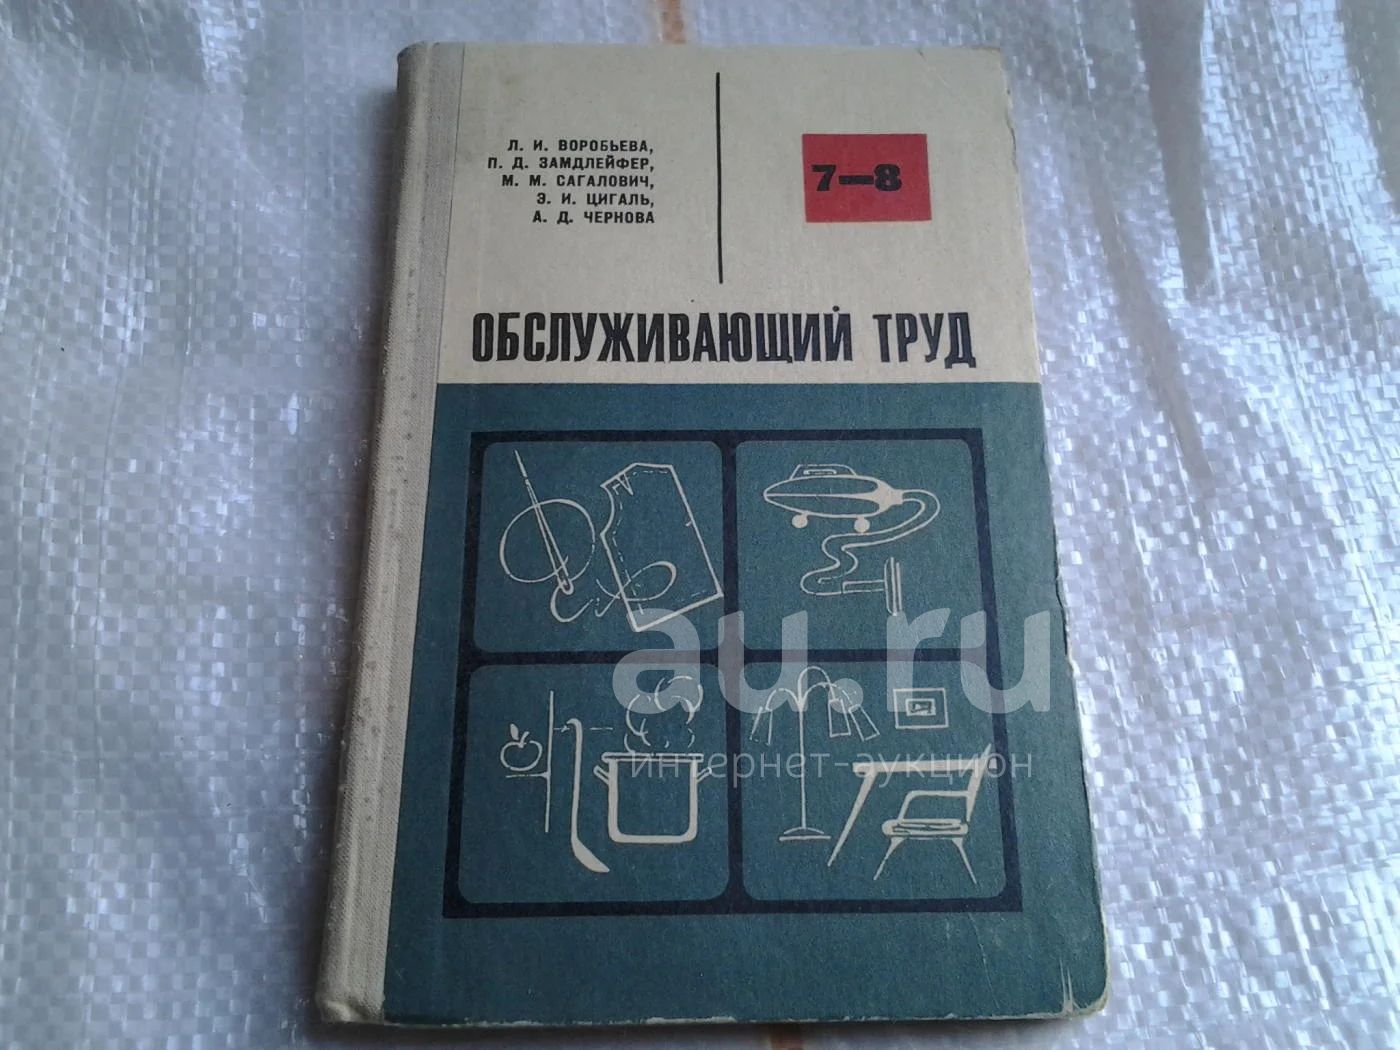 Л. И. ВОРОБЬЕВА,
П. Д. ЗАМДЛЕЙФЕР,
М. М. САГАЛОВИЧ,
Э. И. ЦИГАЛЬ,
А. Д. ЧЕРНОВА
7—8
ОБСЛУЖИВАЮЩИЙ ТРУД
au.ru
интернет-аукцион